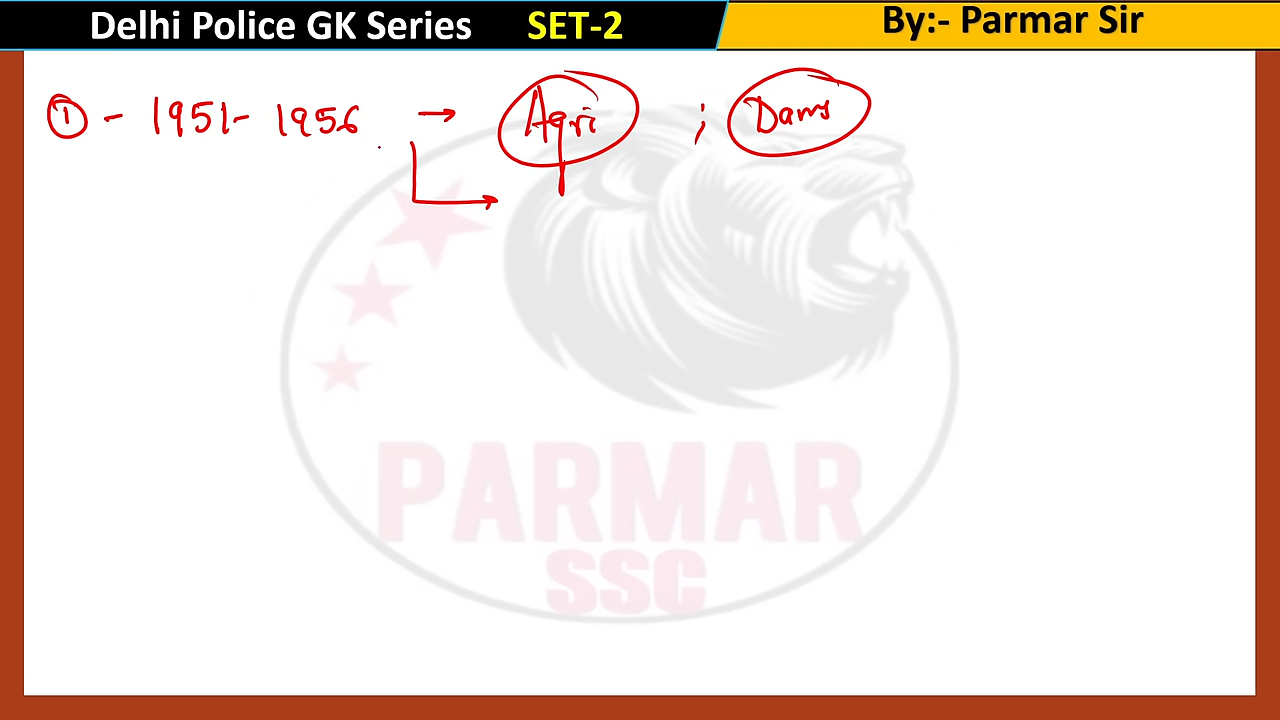 Delhi Police GK Series SET-2 By:- Parmar Sir
① - 1951- 1956 → Agri ; Dams
PARMAR
SSC